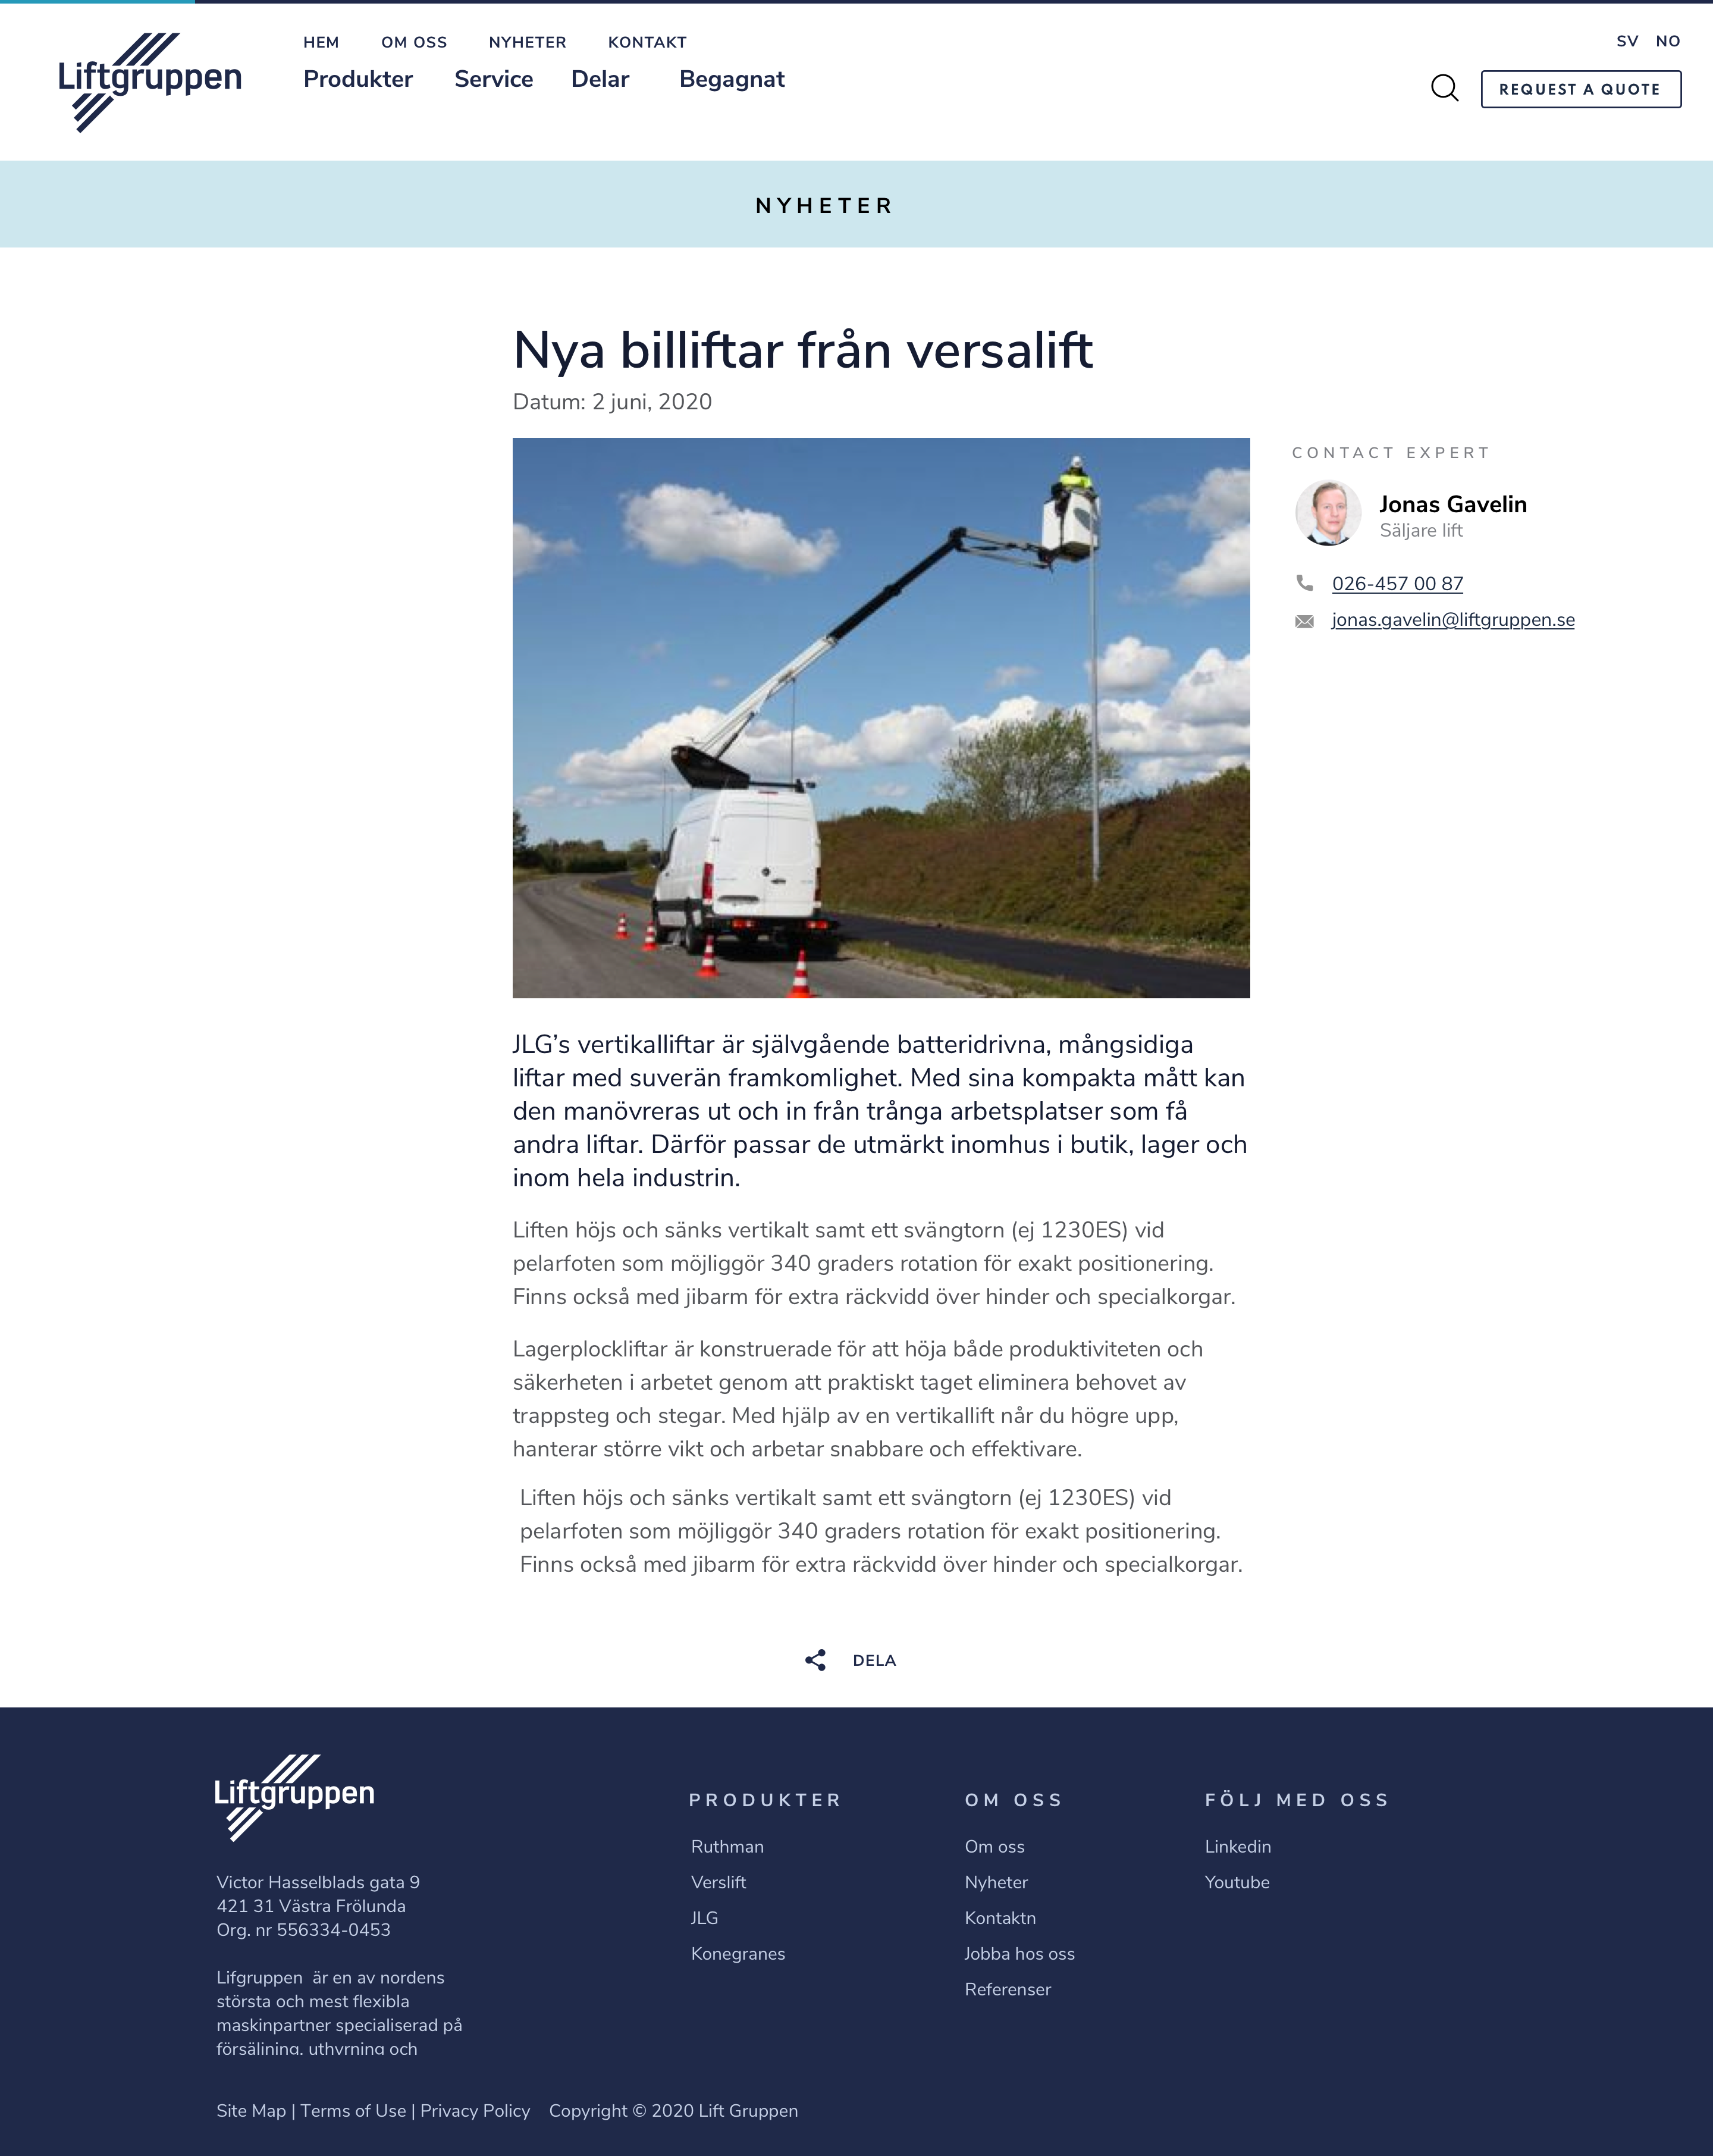 HEM OM OSS NYHETER KONTAKT
SV NO
Liftgruppen
Produkter Service Delar Begagnat
REQUEST A QUOTE
NYHETER
Nya billiftar från versalift
Datum: 2 juni, 2020
CONTACT EXPERT
Jonas Gavelin
Säljare lift
026-457 00 87
jonas.gavelin@liftgruppen.se
JLG’s vertikalliftar är självgående batteridrivna, mångsidiga
liftar med suverän framkomlighet. Med sina kompakta mått kan
den manövreras ut och in från trånga arbetsplatser som få
andra liftar. Därför passar de utmärkt inomhus i butik, lager och
inom hela industrin.
Liften höjs och sänks vertikalt samt ett svängtorn (ej 1230ES) vid
pelarfoten som möjliggör 340 graders rotation för exakt positionering.
Finns också med jibarm för extra räckvidd över hinder och specialkorgar.
Lagerplockliftar är konstruerade för att höja både produktiviteten och
säkerheten i arbetet genom att praktiskt taget eliminera behovet av
trappsteg och stegar. Med hjälp av en vertikallift når du högre upp,
hanterar större vikt och arbetar snabbare och effektivare.
Liften höjs och sänks vertikalt samt ett svängtorn (ej 1230ES) vid
pelarfoten som möjliggör 340 graders rotation för exakt positionering.
Finns också med jibarm för extra räckvidd över hinder och specialkorgar.
DELA
Liftgruppen
Victor Hasselblads gata 9
421 31 Västra Frölunda
Org. nr 556334-0453
Lifgruppen är en av nordens
största och mest flexibla
maskinpartner specialiserad på
försäljning, uthyrning och
PRODUKTER
Ruthman
Verslift
JLG
Konegranes
OM OSS
Om oss
Nyheter
Kontaktn
Jobba hos oss
Referenser
FÖLJ MED OSS
Linkedin
Youtube
Site Map | Terms of Use | Privacy Policy Copyright © 2020 Lift Gruppen